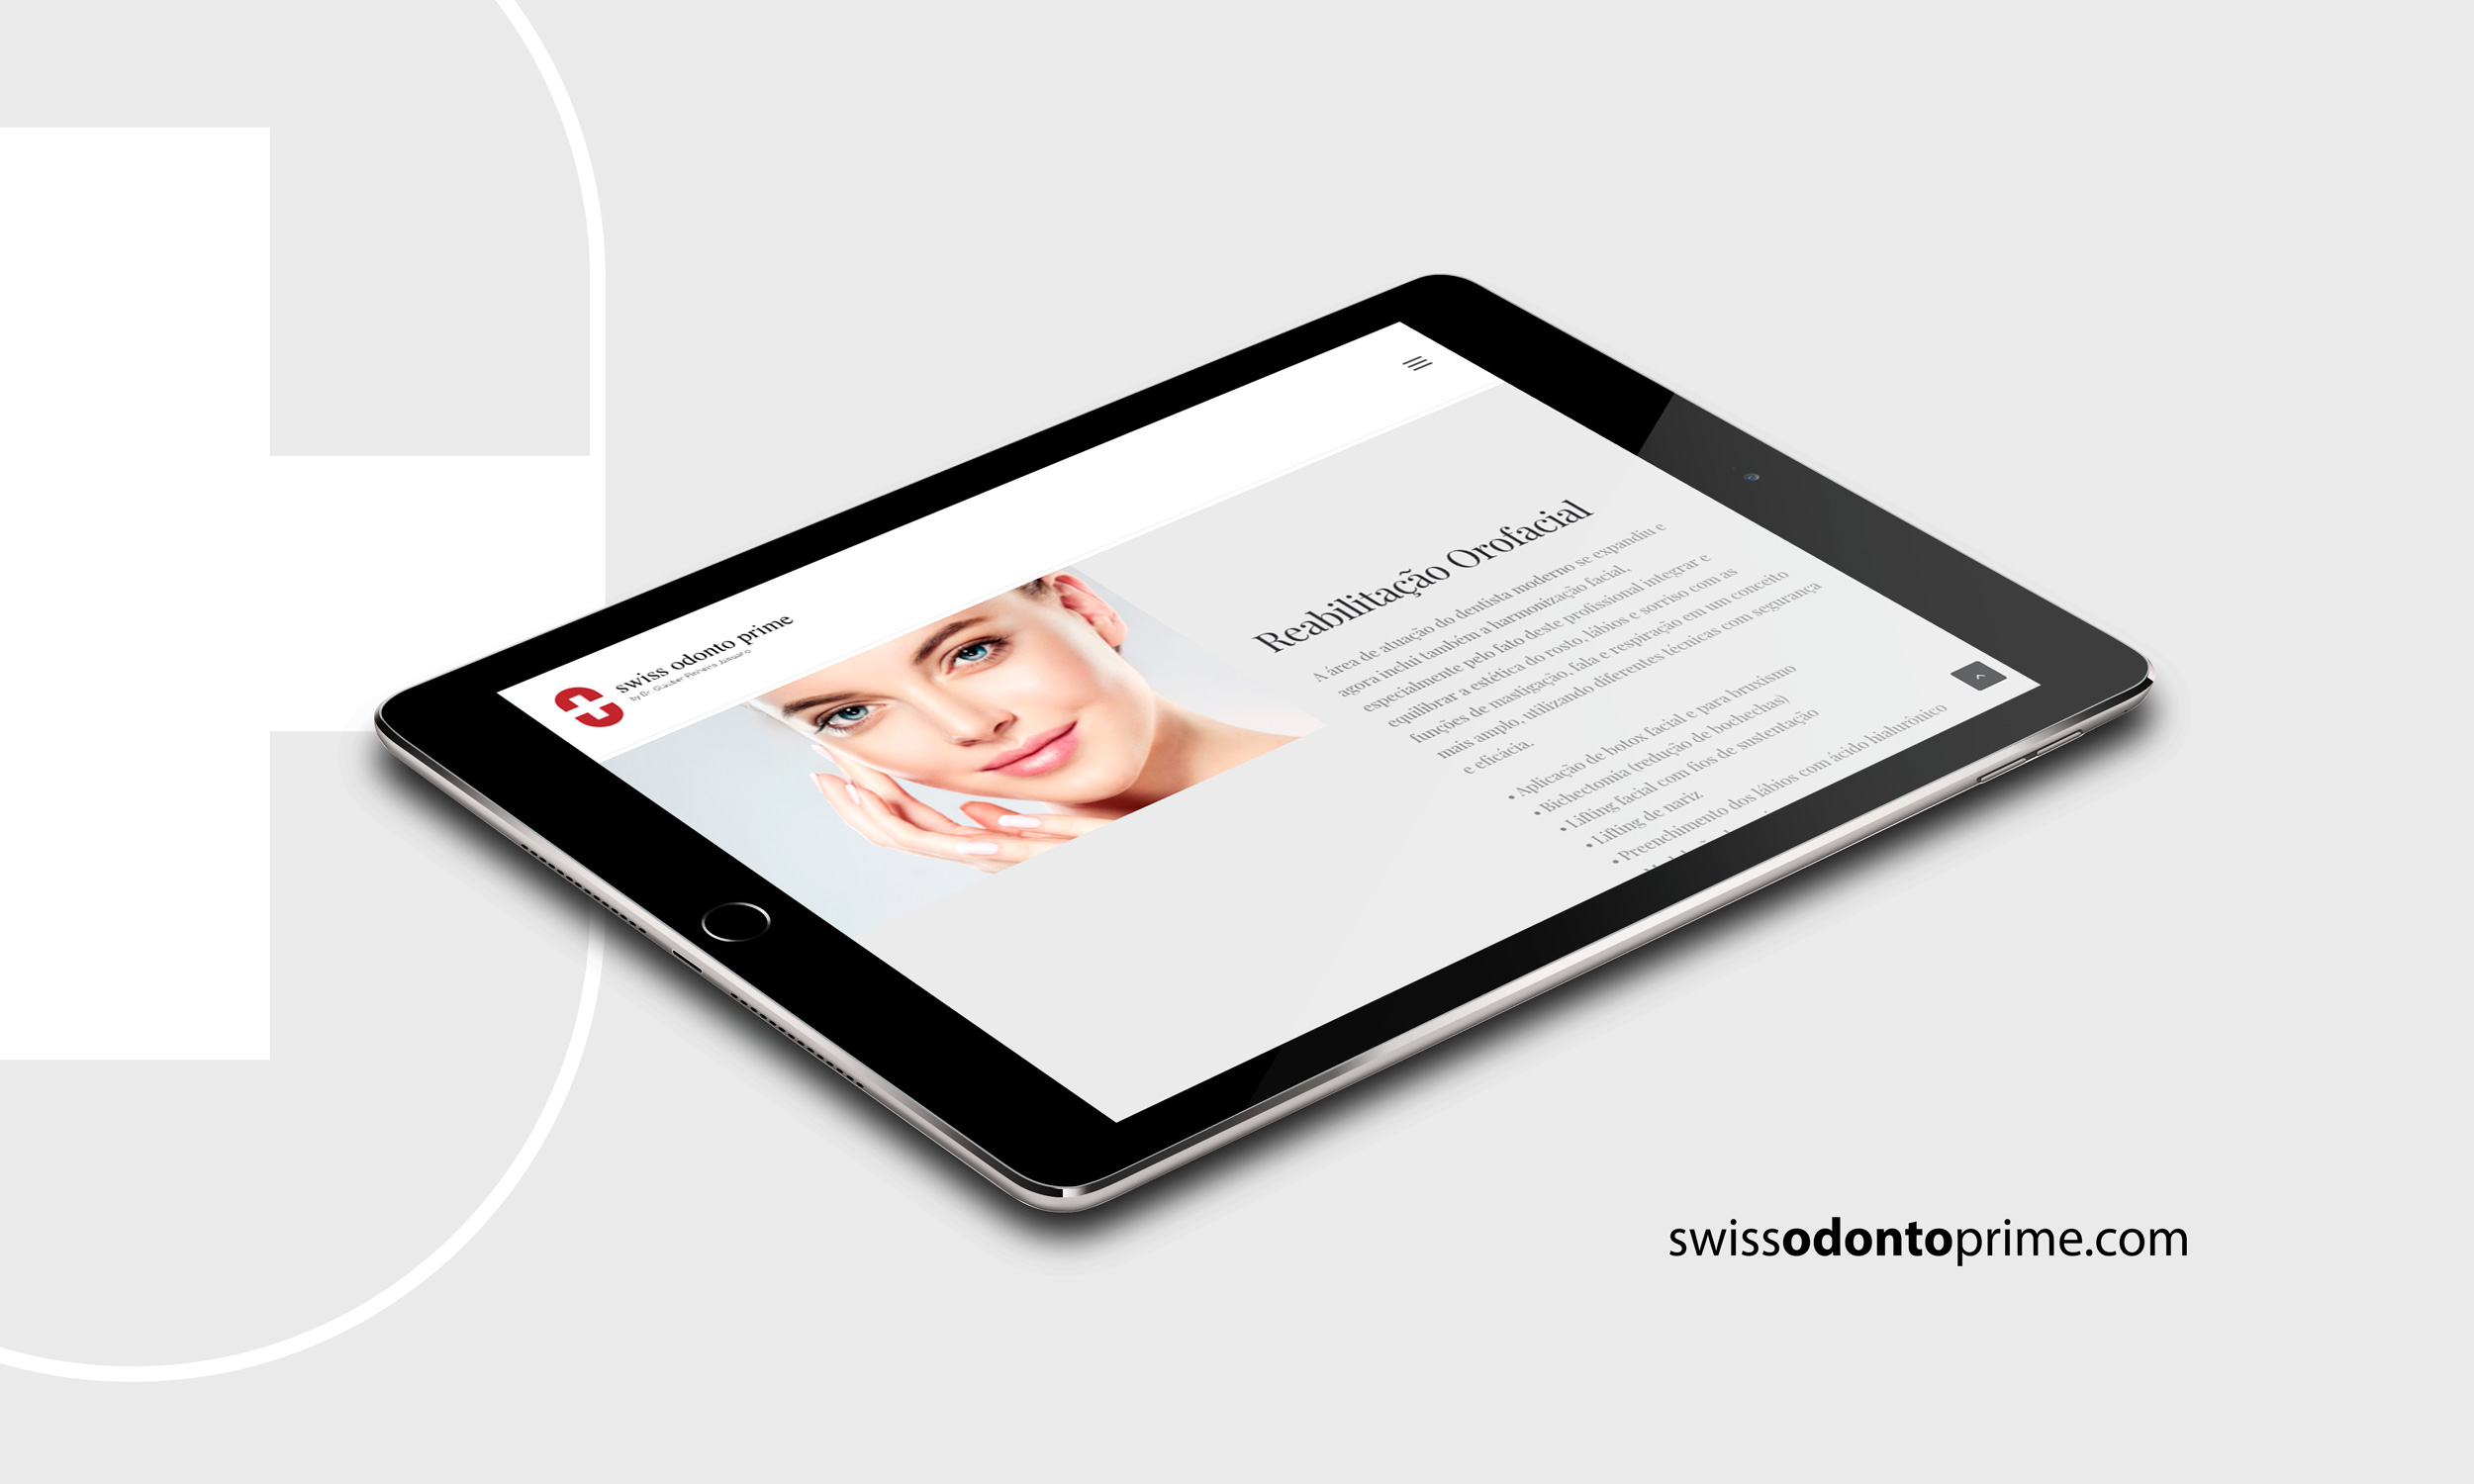 swiss odonto prime
by Dr. Glauber Pinheiro Januario
Reabilitação Orofacial
A área de atuação do dentista moderno se expandiu e
agora inclui também a harmonização facial,
especialmente pelo fato deste profissional integrar e
equilibrar a estética do rosto, lábios e sorriso com as
funções de mastigação, fala e respiração em um conceito
mais amplo, utilizando diferentes técnicas com segurança
e eficácia.
• Aplicação de botox facial e para bruxismo
• Bichectomia (redução de bochechas)
• Lifting facial com fios de sustentação
• Lifting de nariz
• Preenchimento dos lábios com ácido hialurônico
swissodontoprime.com